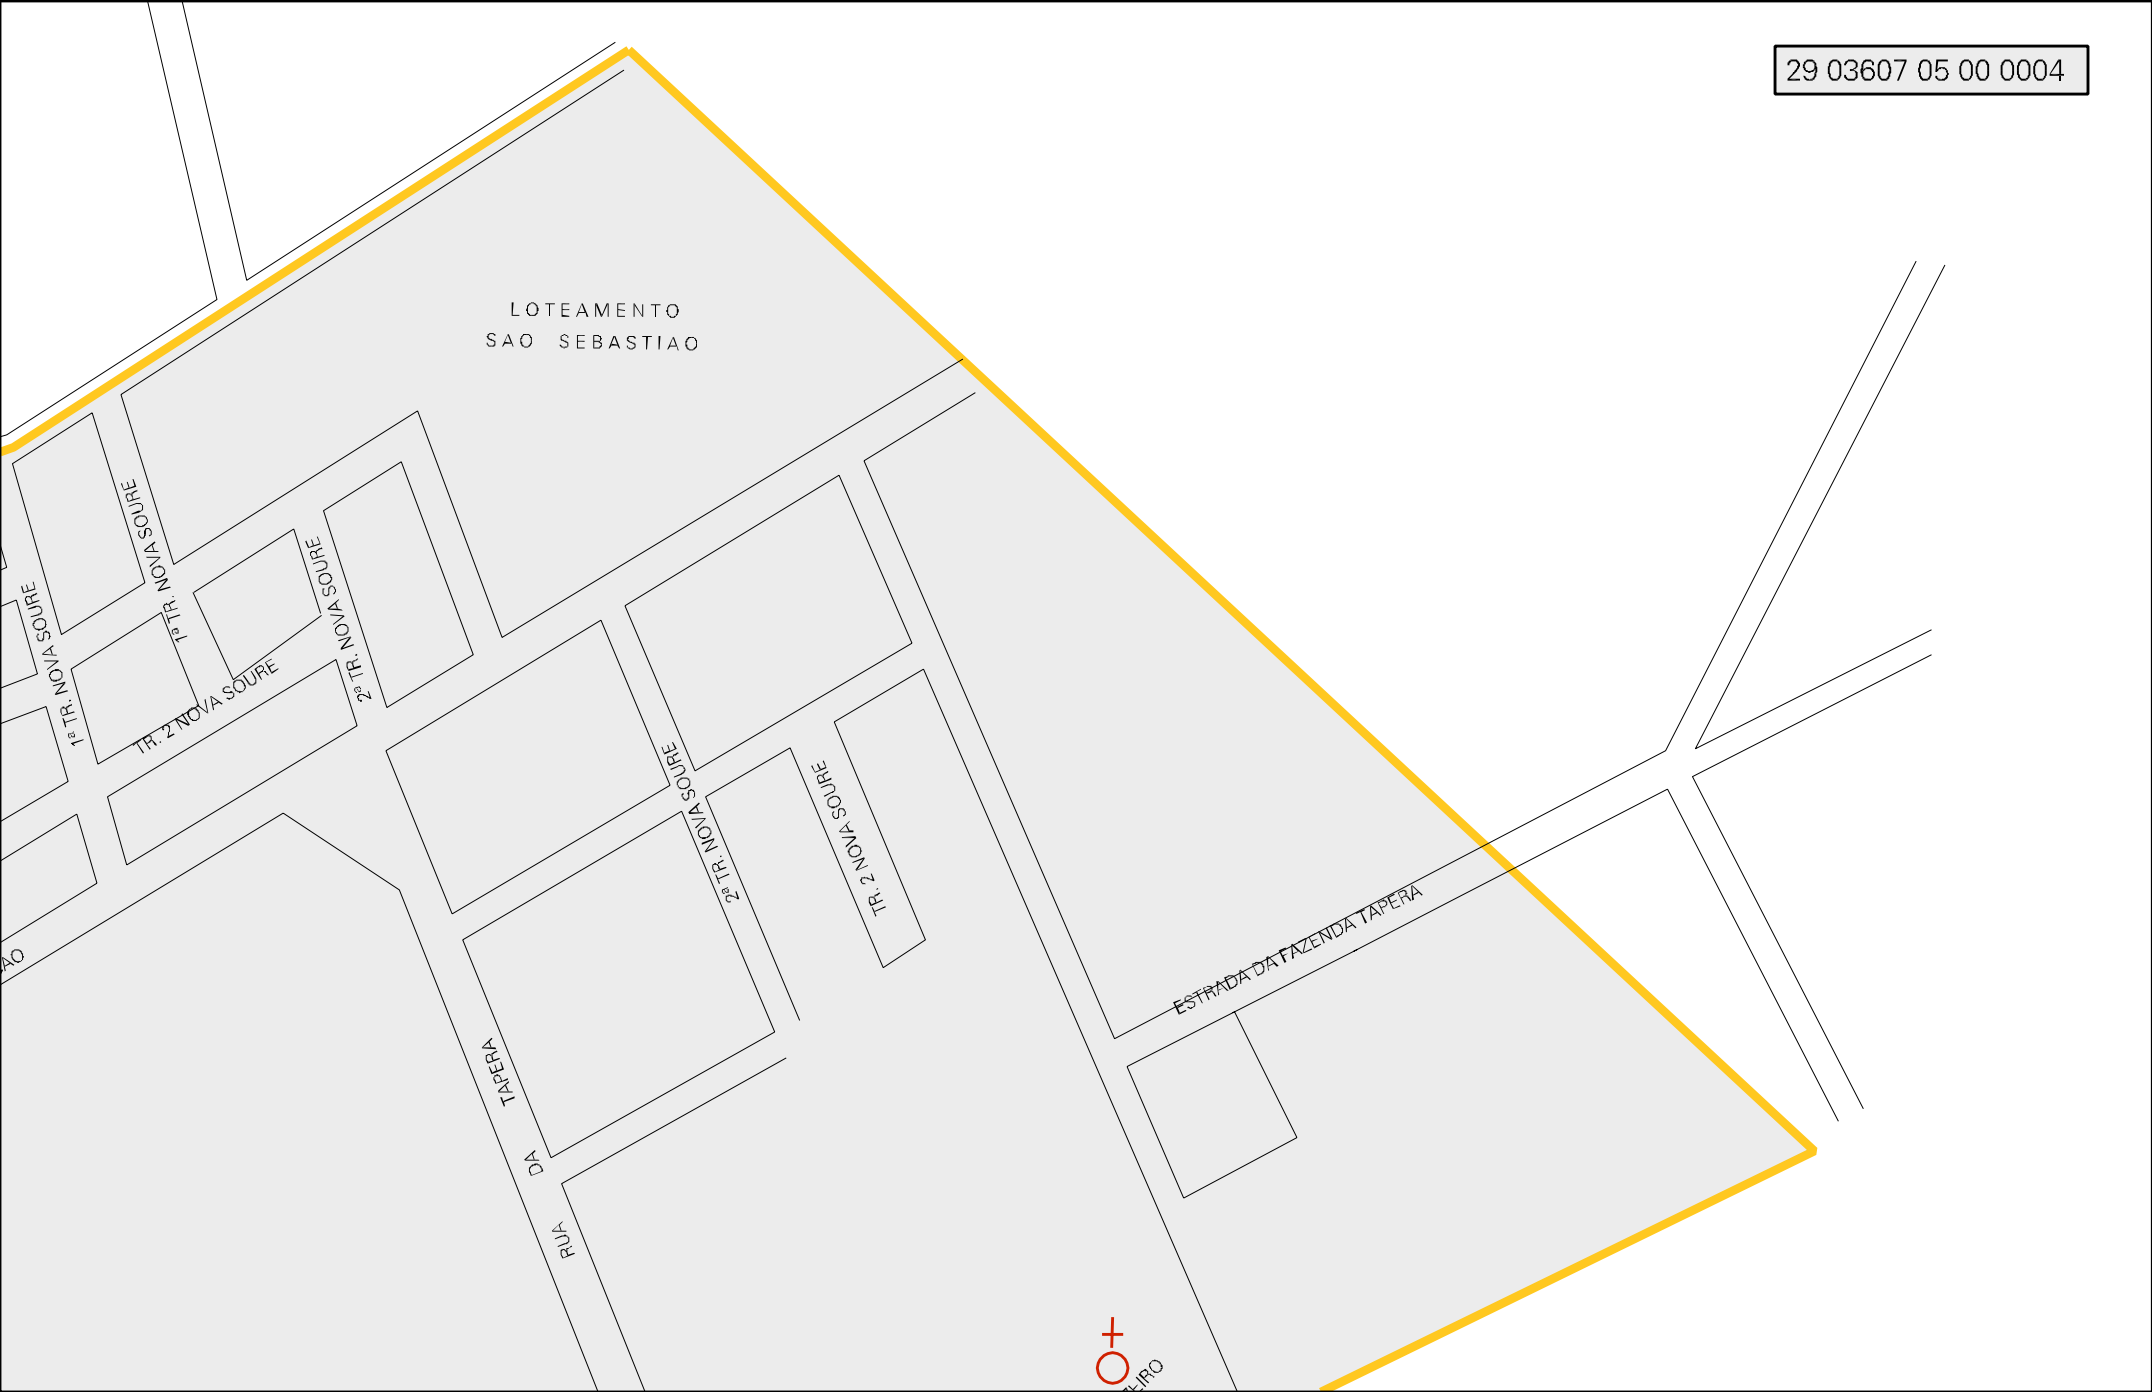 29 03607 05 00 0004
LOTEAMENTO
SAO SEBASTIAO
1ª TR. NOVA SOURE
2ª TR. NOVA SOURE
1ª TR. NOVA SOURE
TR. 2 NOVA SOURE
2ª TR. NOVA SOURE
TR. 2 NOVA SOURE
ESTRADA DA FAZENDA TAPERA
RUA DA TAPERA